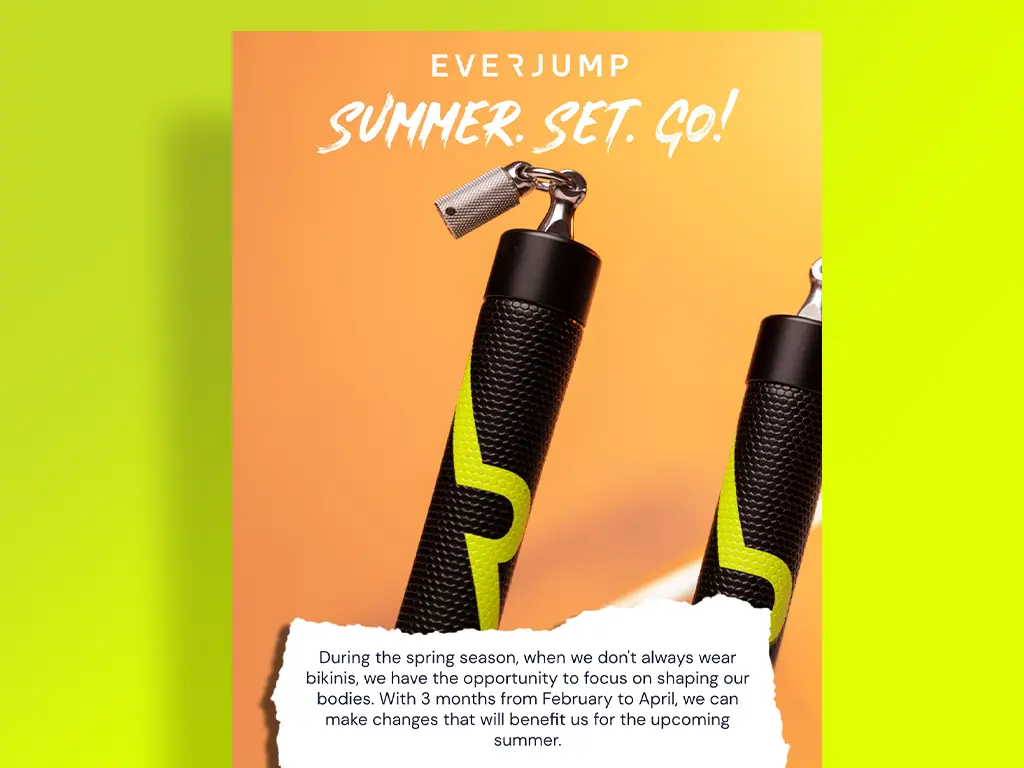 EVERJUMP
SUMMER. SET. GO!
During the spring season, when we don't always wear
bikinis, we have the opportunity to focus on shaping our
bodies. With 3 months from February to April, we can
make changes that will benefit us for the upcoming
summer.